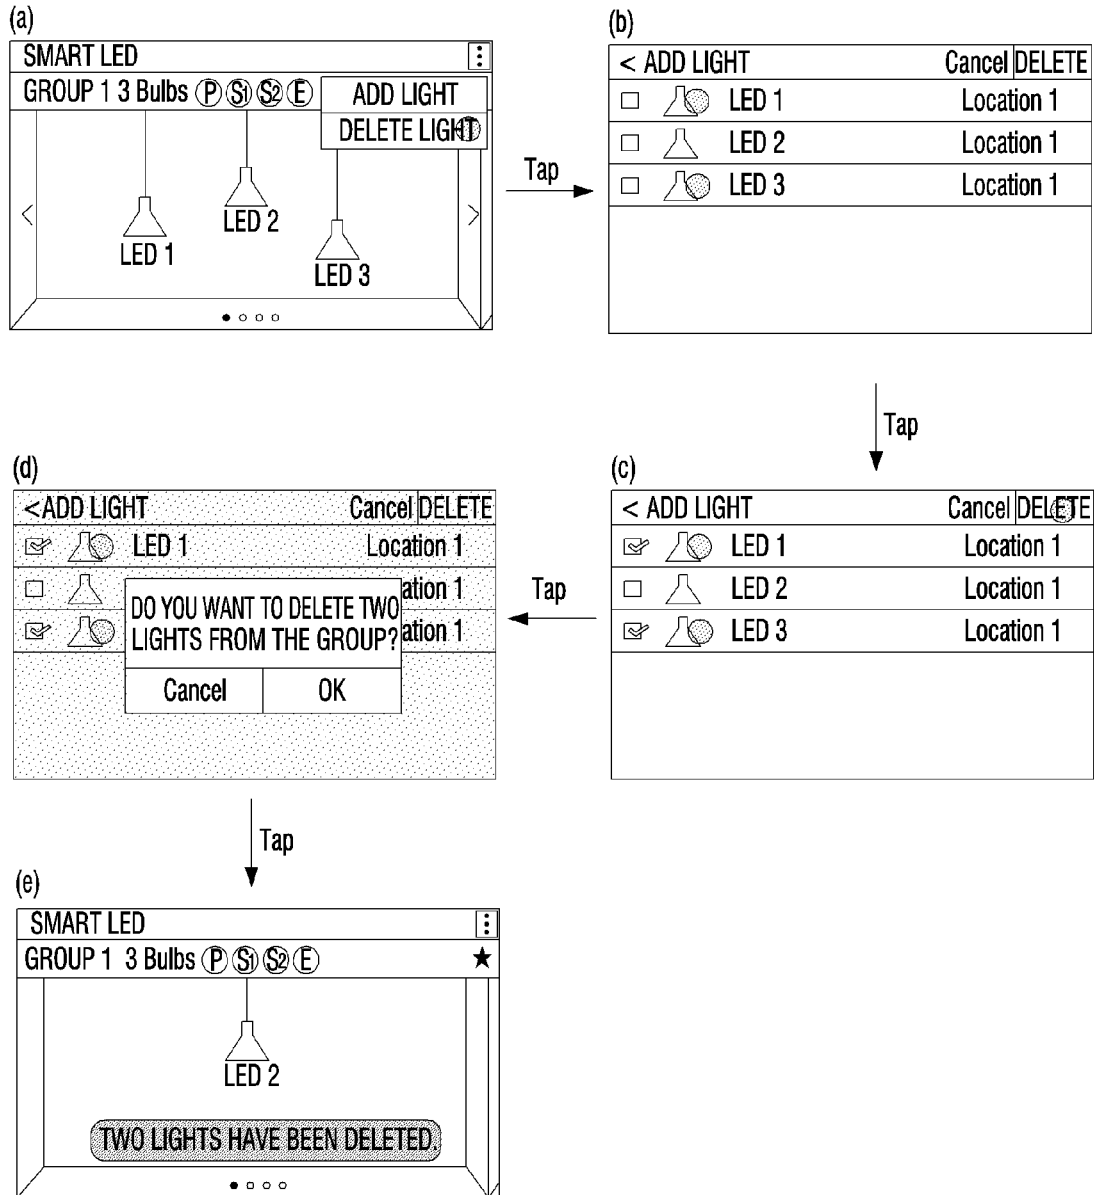 (a)
SMART LED
GROUP 1 3 Bulbs P S1 S2 E
ADD LIGHT
DELETE LIGHT
LED 1
LED 2
LED 3
Tap
(b)
< ADD LIGHT Cancel DELETE
LED 1 Location 1
LED 2 Location 1
LED 3 Location 1
Tap
(c)
< ADD LIGHT Cancel DELETE
LED 1 Location 1
LED 2 Location 1
LED 3 Location 1
Tap
(d)
<ADD LIGHT Cancel DELETE
LED 1 Location 1
ation 1
ation 1
DO YOU WANT TO DELETE TWO
LIGHTS FROM THE GROUP?
Cancel OK
Tap
(e)
SMART LED
GROUP 1 3 Bulbs P S1 S2 E
LED 2
TWO LIGHTS HAVE BEEN DELETED.